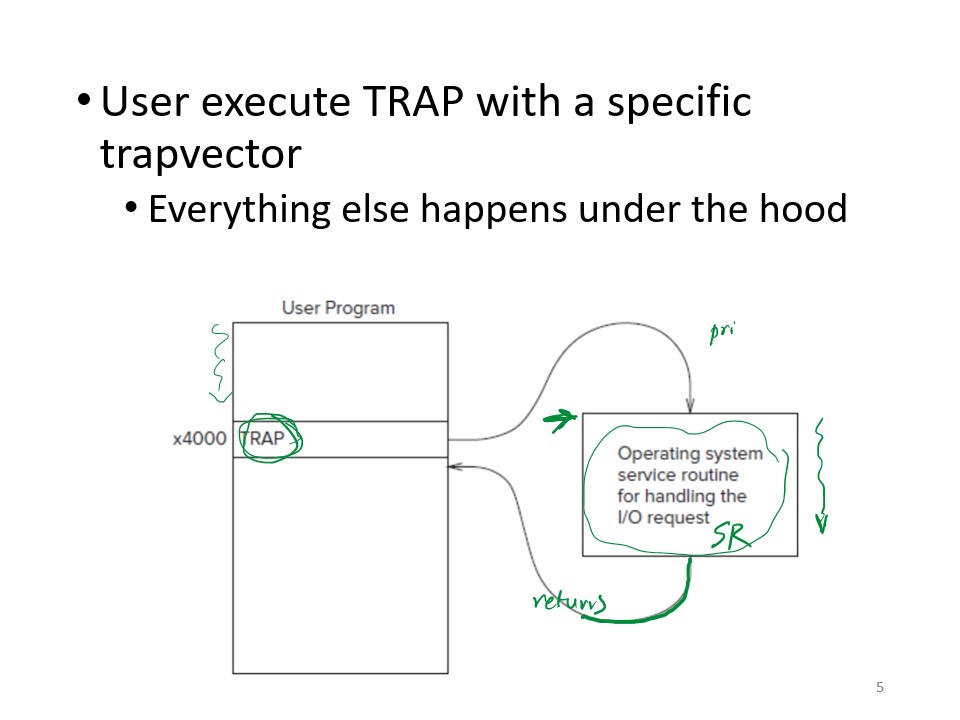 • User execute TRAP with a specific
trapvector
• Everything else happens under the hood
User Program
pri
x4000 TRAP
Operating system
service routine
for handling the
I/O request
SR
returns
5